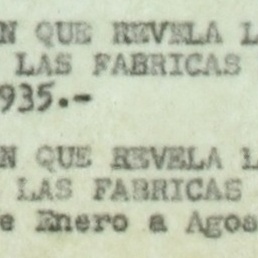 N QUE REVELA L
LAS FABRICAS
935.-
N QUE REVELA L
LAS FABRICAS
e Enero a Agos